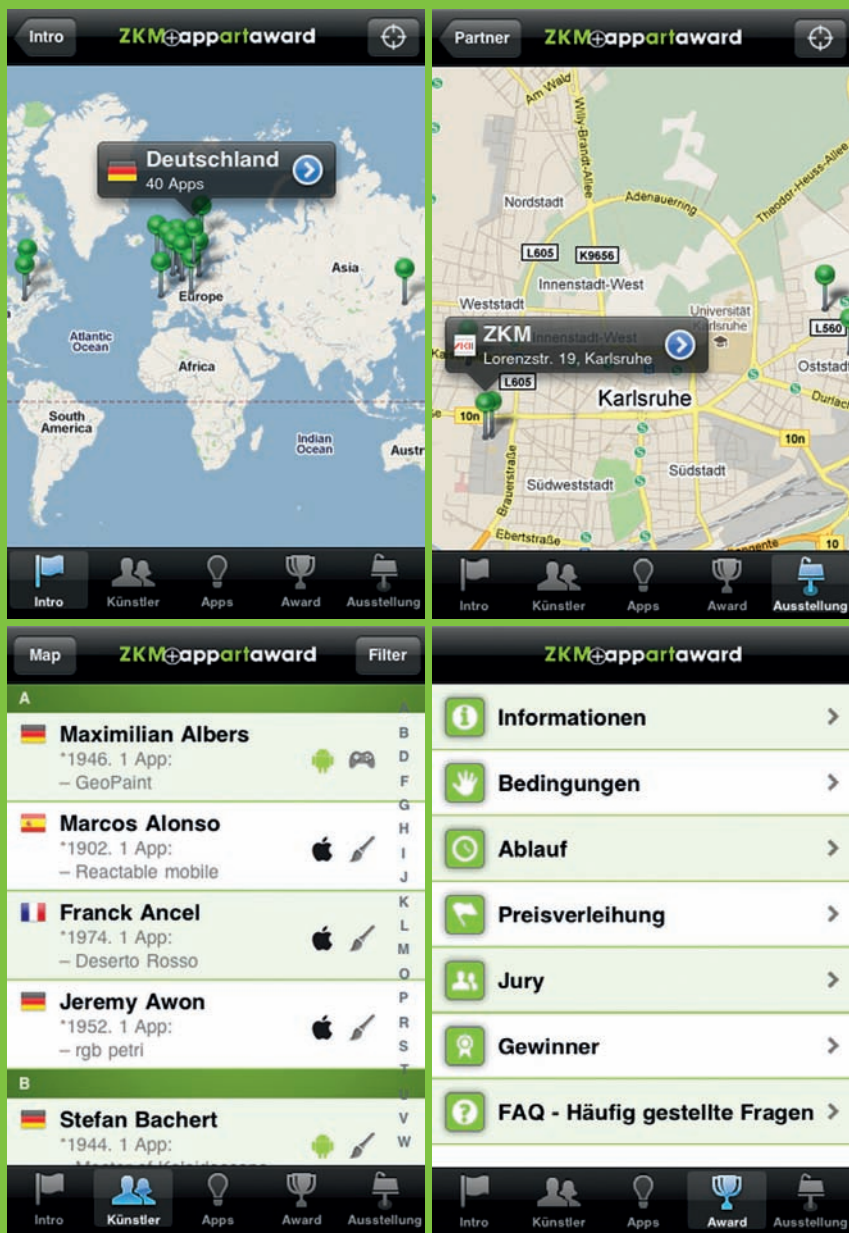 Intro
ZKM appartaward
Deutschland
40 Apps
Asia
Europe
Atlantic
Ocean
Africa
South
America
Indian
Ocean
Austr
Intro
Künstler
Apps
Award
Ausstellung
Partner
ZKM appartaward
Am Wald
Willy-Brandt-Allee
Theodor-Heuss-Allee
Nordstadt
Adenauerring
L605
K9656
Innenstadt-West
Weststadt
Universität
Karlsruhe
ZKM
Innenstadt-West
Lorenzstr. 19, Karlsruhe
L560
Oststadt
L605
Karlsruhe
Durlac
10n
10n
Brauerstraße
Südstadt
Südweststadt
Ebertstraße
10
Intro
Künstler
Apps
Award
Ausstellung
Map
ZKM appartaward
Filter
A
Maximilian Albers
*1946. 1 App:
– GeoPaint
Marcos Alonso
*1902. 1 App:
– Reactable mobile
Franck Ancel
*1974. 1 App:
– Deserto Rosso
Jeremy Awon
*1952. 1 App:
– rgb petri
B
Stefan Bachert
*1944. 1 App:
A
B
D
F
G
H
I
J
K
L
M
O
P
R
S
T
U
V
W
Intro
Künstler
Apps
Award
Ausstellung
ZKM appartaward
Informationen
Bedingungen
Ablauf
Preisverleihung
Jury
Gewinner
FAQ - Häufig gestellte Fragen
Intro
Künstler
Apps
Award
Ausstellung